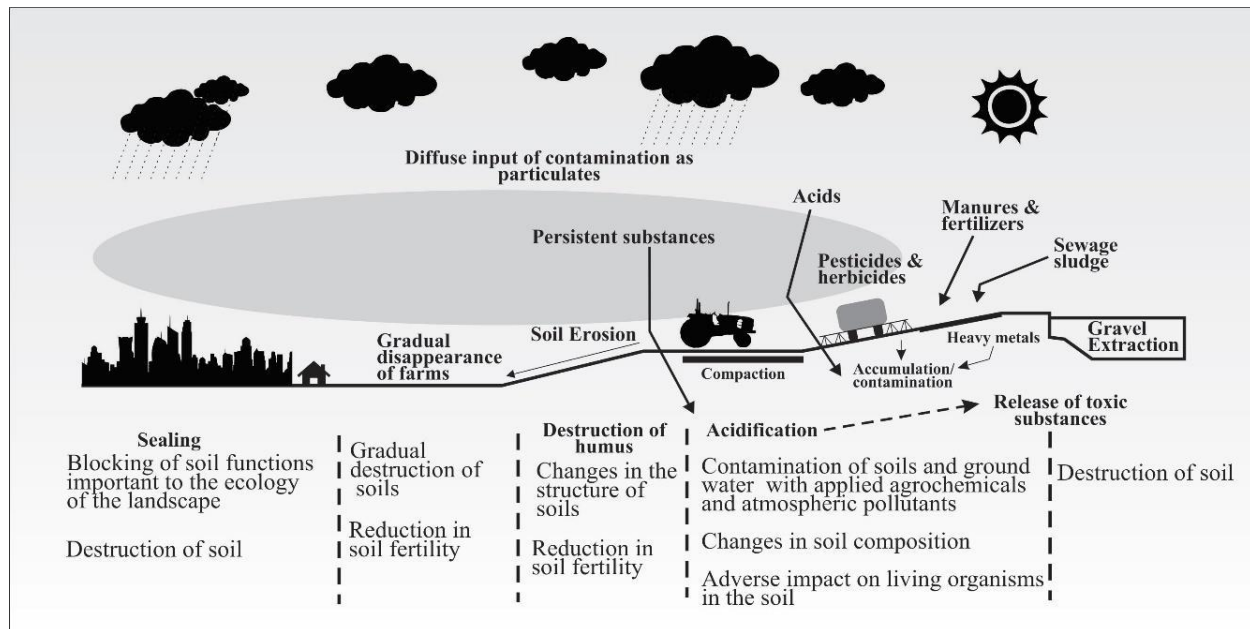 Diffuse input of contamination as
particulates
Acids
Manures &
fertilizers
Persistent substances
Sewage
sludge
Pesticides &
herbicides
Soil Erosion
Gradual
disappearance
of farms
Compaction
Heavy metals
Accumulation/
contamination
Gravel
Extraction
Sealing
Blocking of soil functions
important to the ecology
of the landscape
Destruction of soil
Gradual
destruction of
soils
Reduction in
soil fertility
Destruction of
humus
Changes in the
structure of
soils
Reduction in
soil fertility
Acidification
Contamination of soils and ground
water with applied agrochemicals
and atmospheric pollutants
Changes in soil composition
Adverse impact on living organisms
in the soil
Release of toxic
substances
Destruction of soil